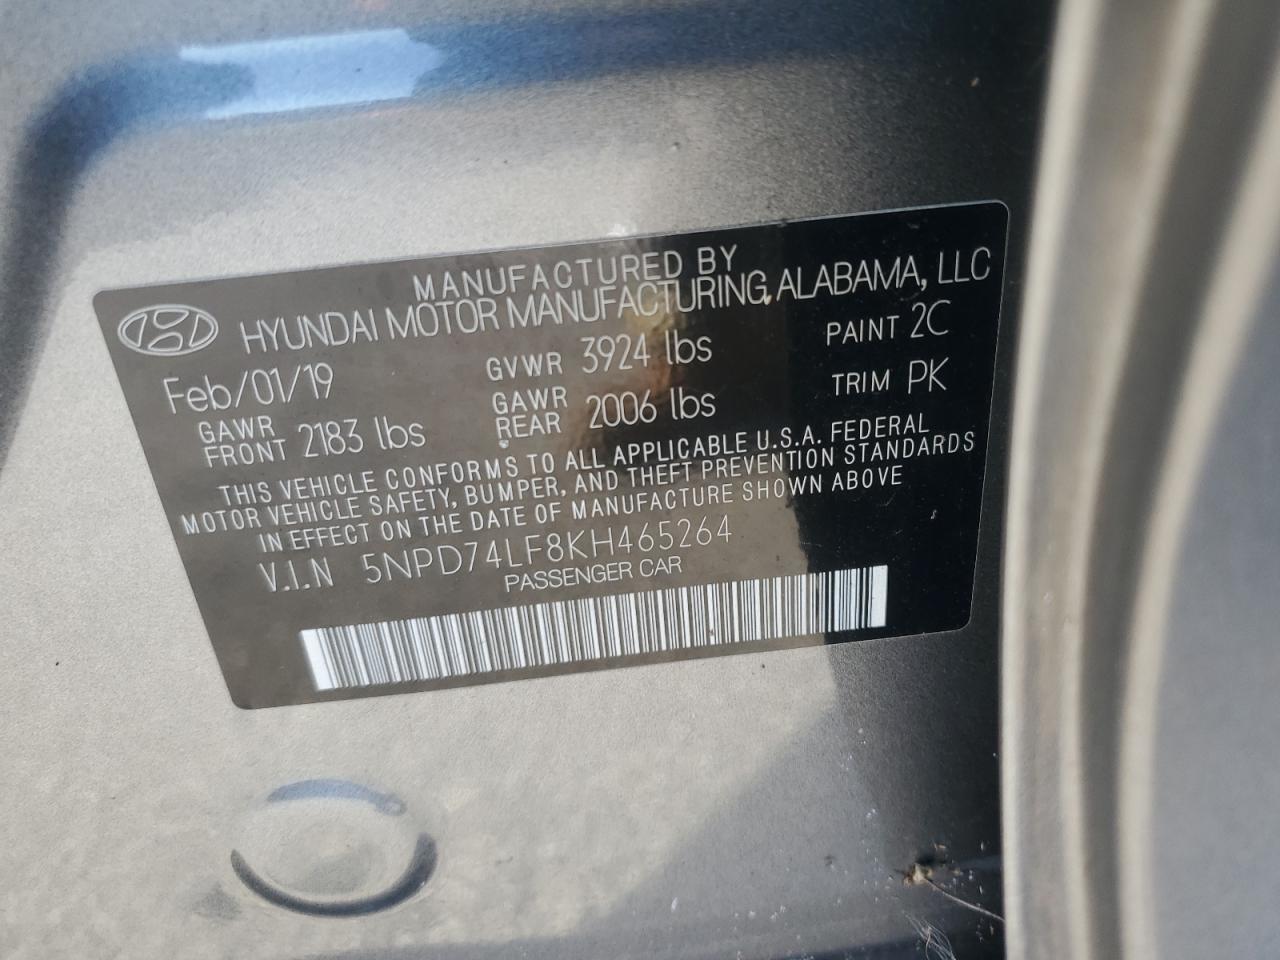 MANUFACTURED BY
HYUNDAI MOTOR MANUFACTURING, ALABAMA, LLC
Feb/01/19 GVWR 3924 lbs PAINT 2C
GAWR FRONT 2183 lbs GAWR REAR 2006 lbs TRIM PK
THIS VEHICLE CONFORMS TO ALL APPLICABLE U.S.A. FEDERAL
MOTOR VEHICLE SAFETY, BUMPER, AND THEFT PREVENTION STANDARDS
IN EFFECT ON THE DATE OF MANUFACTURE SHOWN ABOVE
V.I.N 5NPD74LF8KH465264
PASSENGER CAR